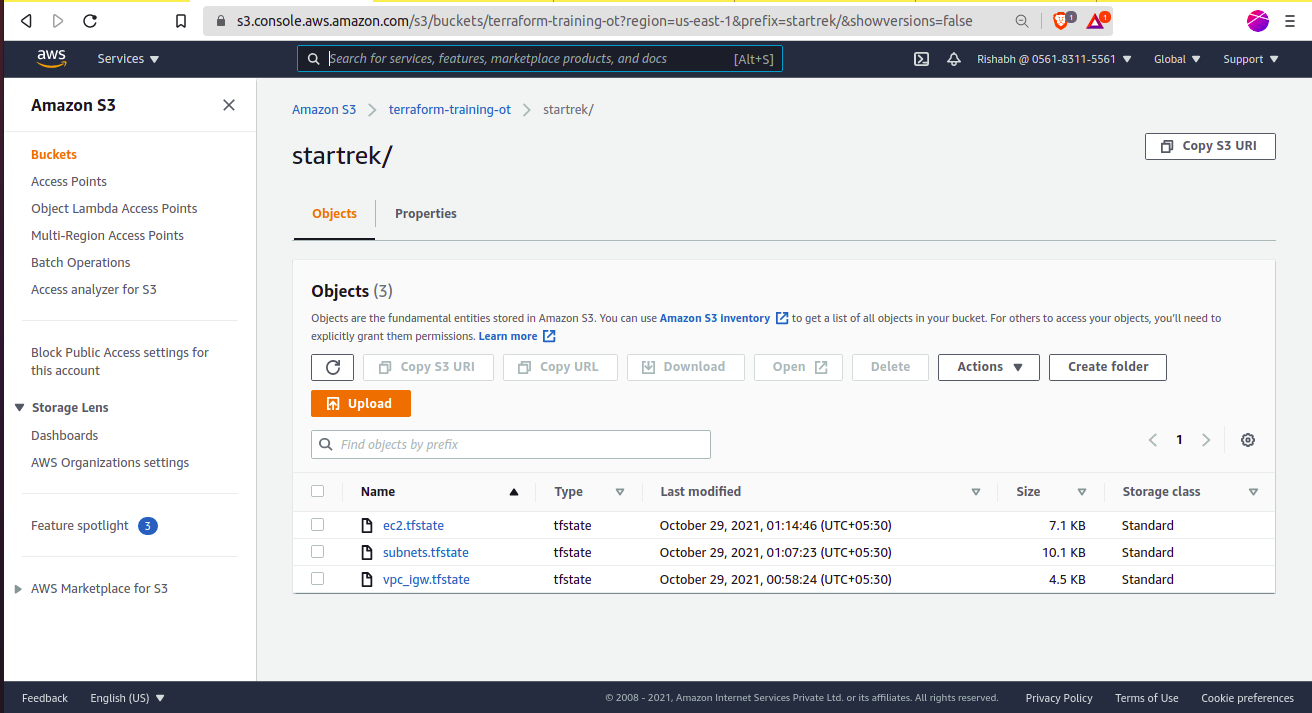 s3.console.aws.amazon.com/s3/buckets/terraform-training-ot?region=us-east-1&prefix=startrek/&showversions=false
1
1
aws
Services
Search for services, features, marketplace products, and docs
[Alt+S]
Rishabh @ 0561-8311-5561
Global
Support
Amazon S3
Buckets
Access Points
Object Lambda Access Points
Multi-Region Access Points
Batch Operations
Access analyzer for S3
Block Public Access settings for
this account
Storage Lens
Dashboards
AWS Organizations settings
Feature spotlight 3
AWS Marketplace for S3
Amazon S3 terraform-training-ot startrek/
startrek/
Copy S3 URI
Objects Properties
Objects (3)
Objects are the fundamental entities stored in Amazon S3. You can use Amazon S3 inventory to get a list of all objects in your bucket. For others to access your objects, you'll need to
explicitly grant them permissions. Learn more
Copy S3 URI Copy URL Download Open Delete Actions Create folder
Upload
Find objects by prefix
1
Name Type Last modified Size Storage class
ec2.tfstate tfstate October 29, 2021, 01:14:46 (UTC+05:30) 7.1 KB Standard
subnets.tfstate tfstate October 29, 2021, 01:07:23 (UTC+05:30) 10.1 KB Standard
vpc_igw.tfstate tfstate October 29, 2021, 00:58:24 (UTC+05:30) 4.5 KB Standard
Feedback English (US) © 2008 - 2021, Amazon Internet Services Private Ltd. or its affiliates. All rights reserved. Privacy Policy Terms of Use Cookie preferences